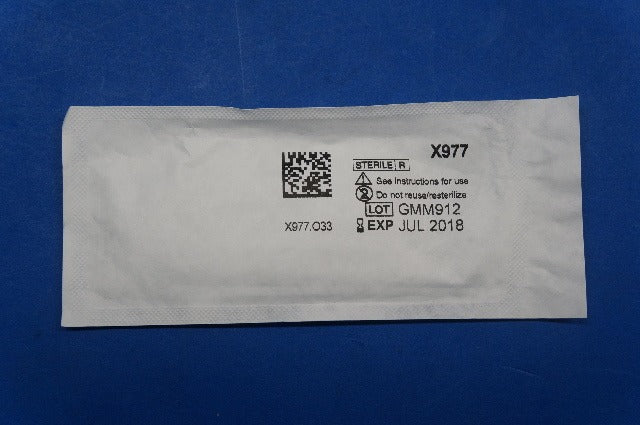 X977
STERILE R
See instructions for use
Do not reuse/resterilize
LOT GMM912
EXP JUL 2018
X977.O33